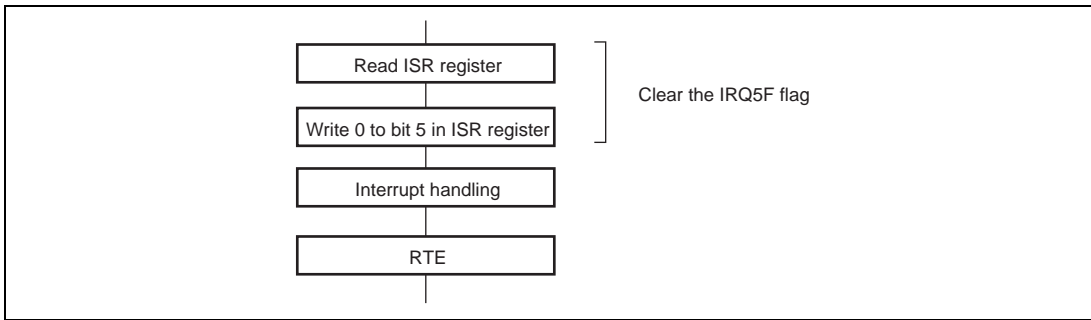 Read ISR register
Clear the IRQ5F flag
Write 0 to bit 5 in ISR register
Interrupt handling
RTE